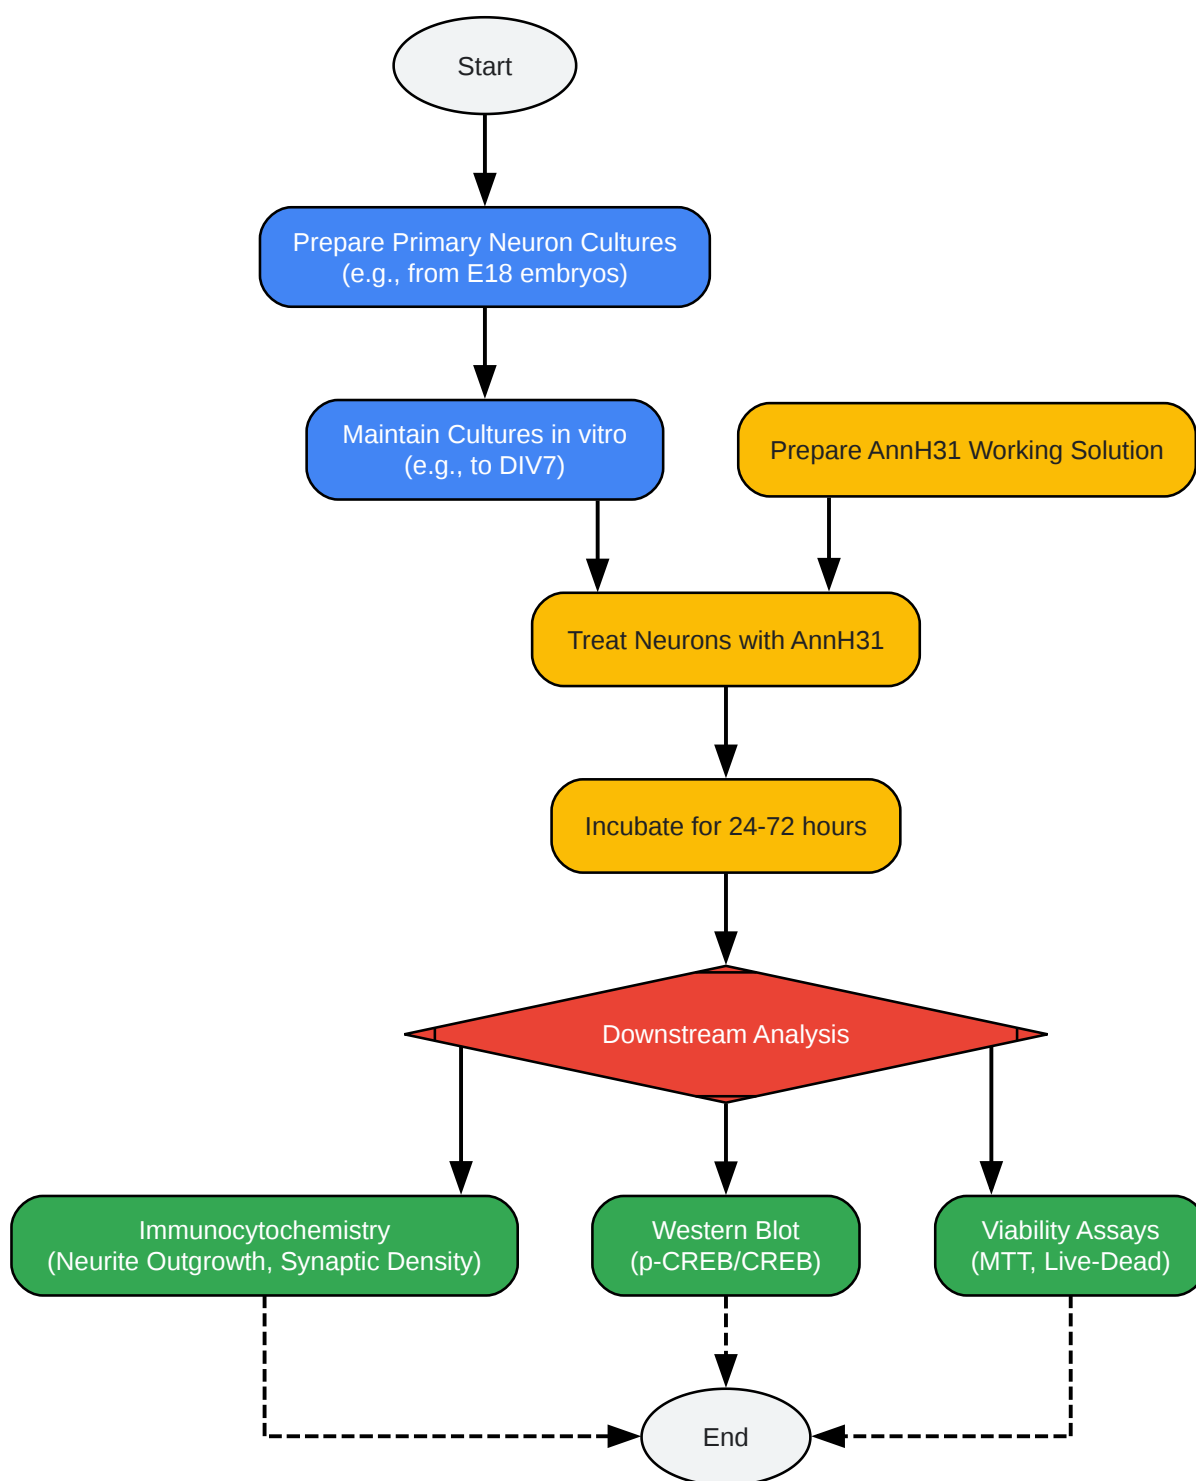 Start
Prepare Primary Neuron Cultures
(e.g., from E18 embryos)
Maintain Cultures in vitro
(e.g., to DIV7)
Prepare AnnH31 Working Solution
Treat Neurons with AnnH31
Incubate for 24-72 hours
Downstream Analysis
Immunocytochemistry
(Neurite Outgrowth, Synaptic Density)
Western Blot
(p-CREB/CREB)
Viability Assays
(MTT, Live-Dead)
End